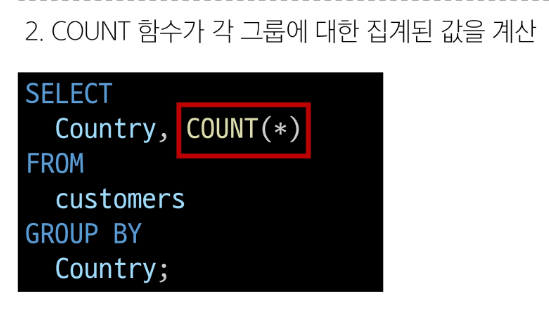 2. COUNT 함수가 각 그룹에 대한 집계된 값을 계산
SELECT
  Country, COUNT(*)
FROM
  customers
GROUP BY
  Country;